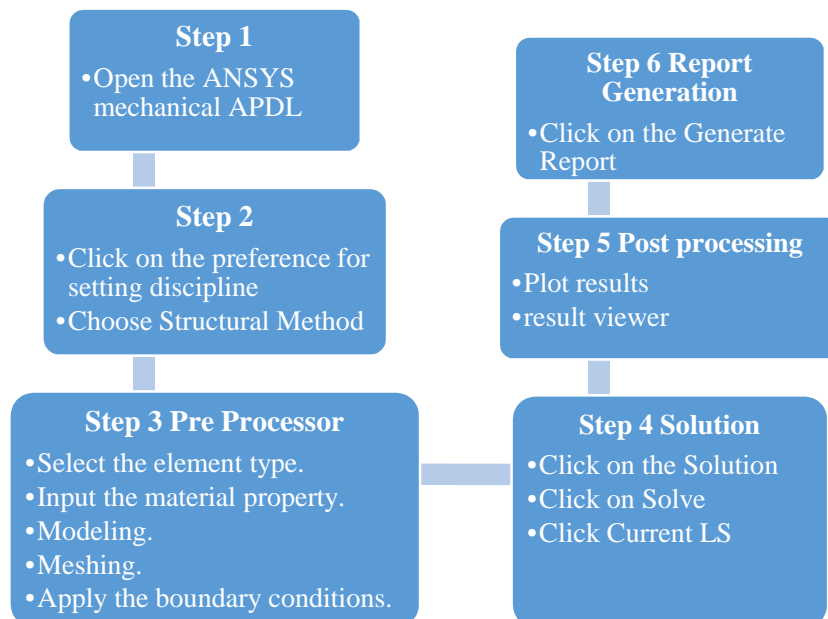 Step 1
•Open the ANSYS
mechanical APDL
Step 2
•Click on the preference for
setting discipline
•Choose Structural Method
Step 3 Pre Processor
•Select the element type.
•Input the material property.
•Modeling.
•Meshing.
•Apply the boundary conditions.
Step 4 Solution
•Click on the Solution
•Click on Solve
•Click Current LS
Step 5 Post processing
•Plot results
•result viewer
Step 6 Report
Generation
•Click on the Generate
Report